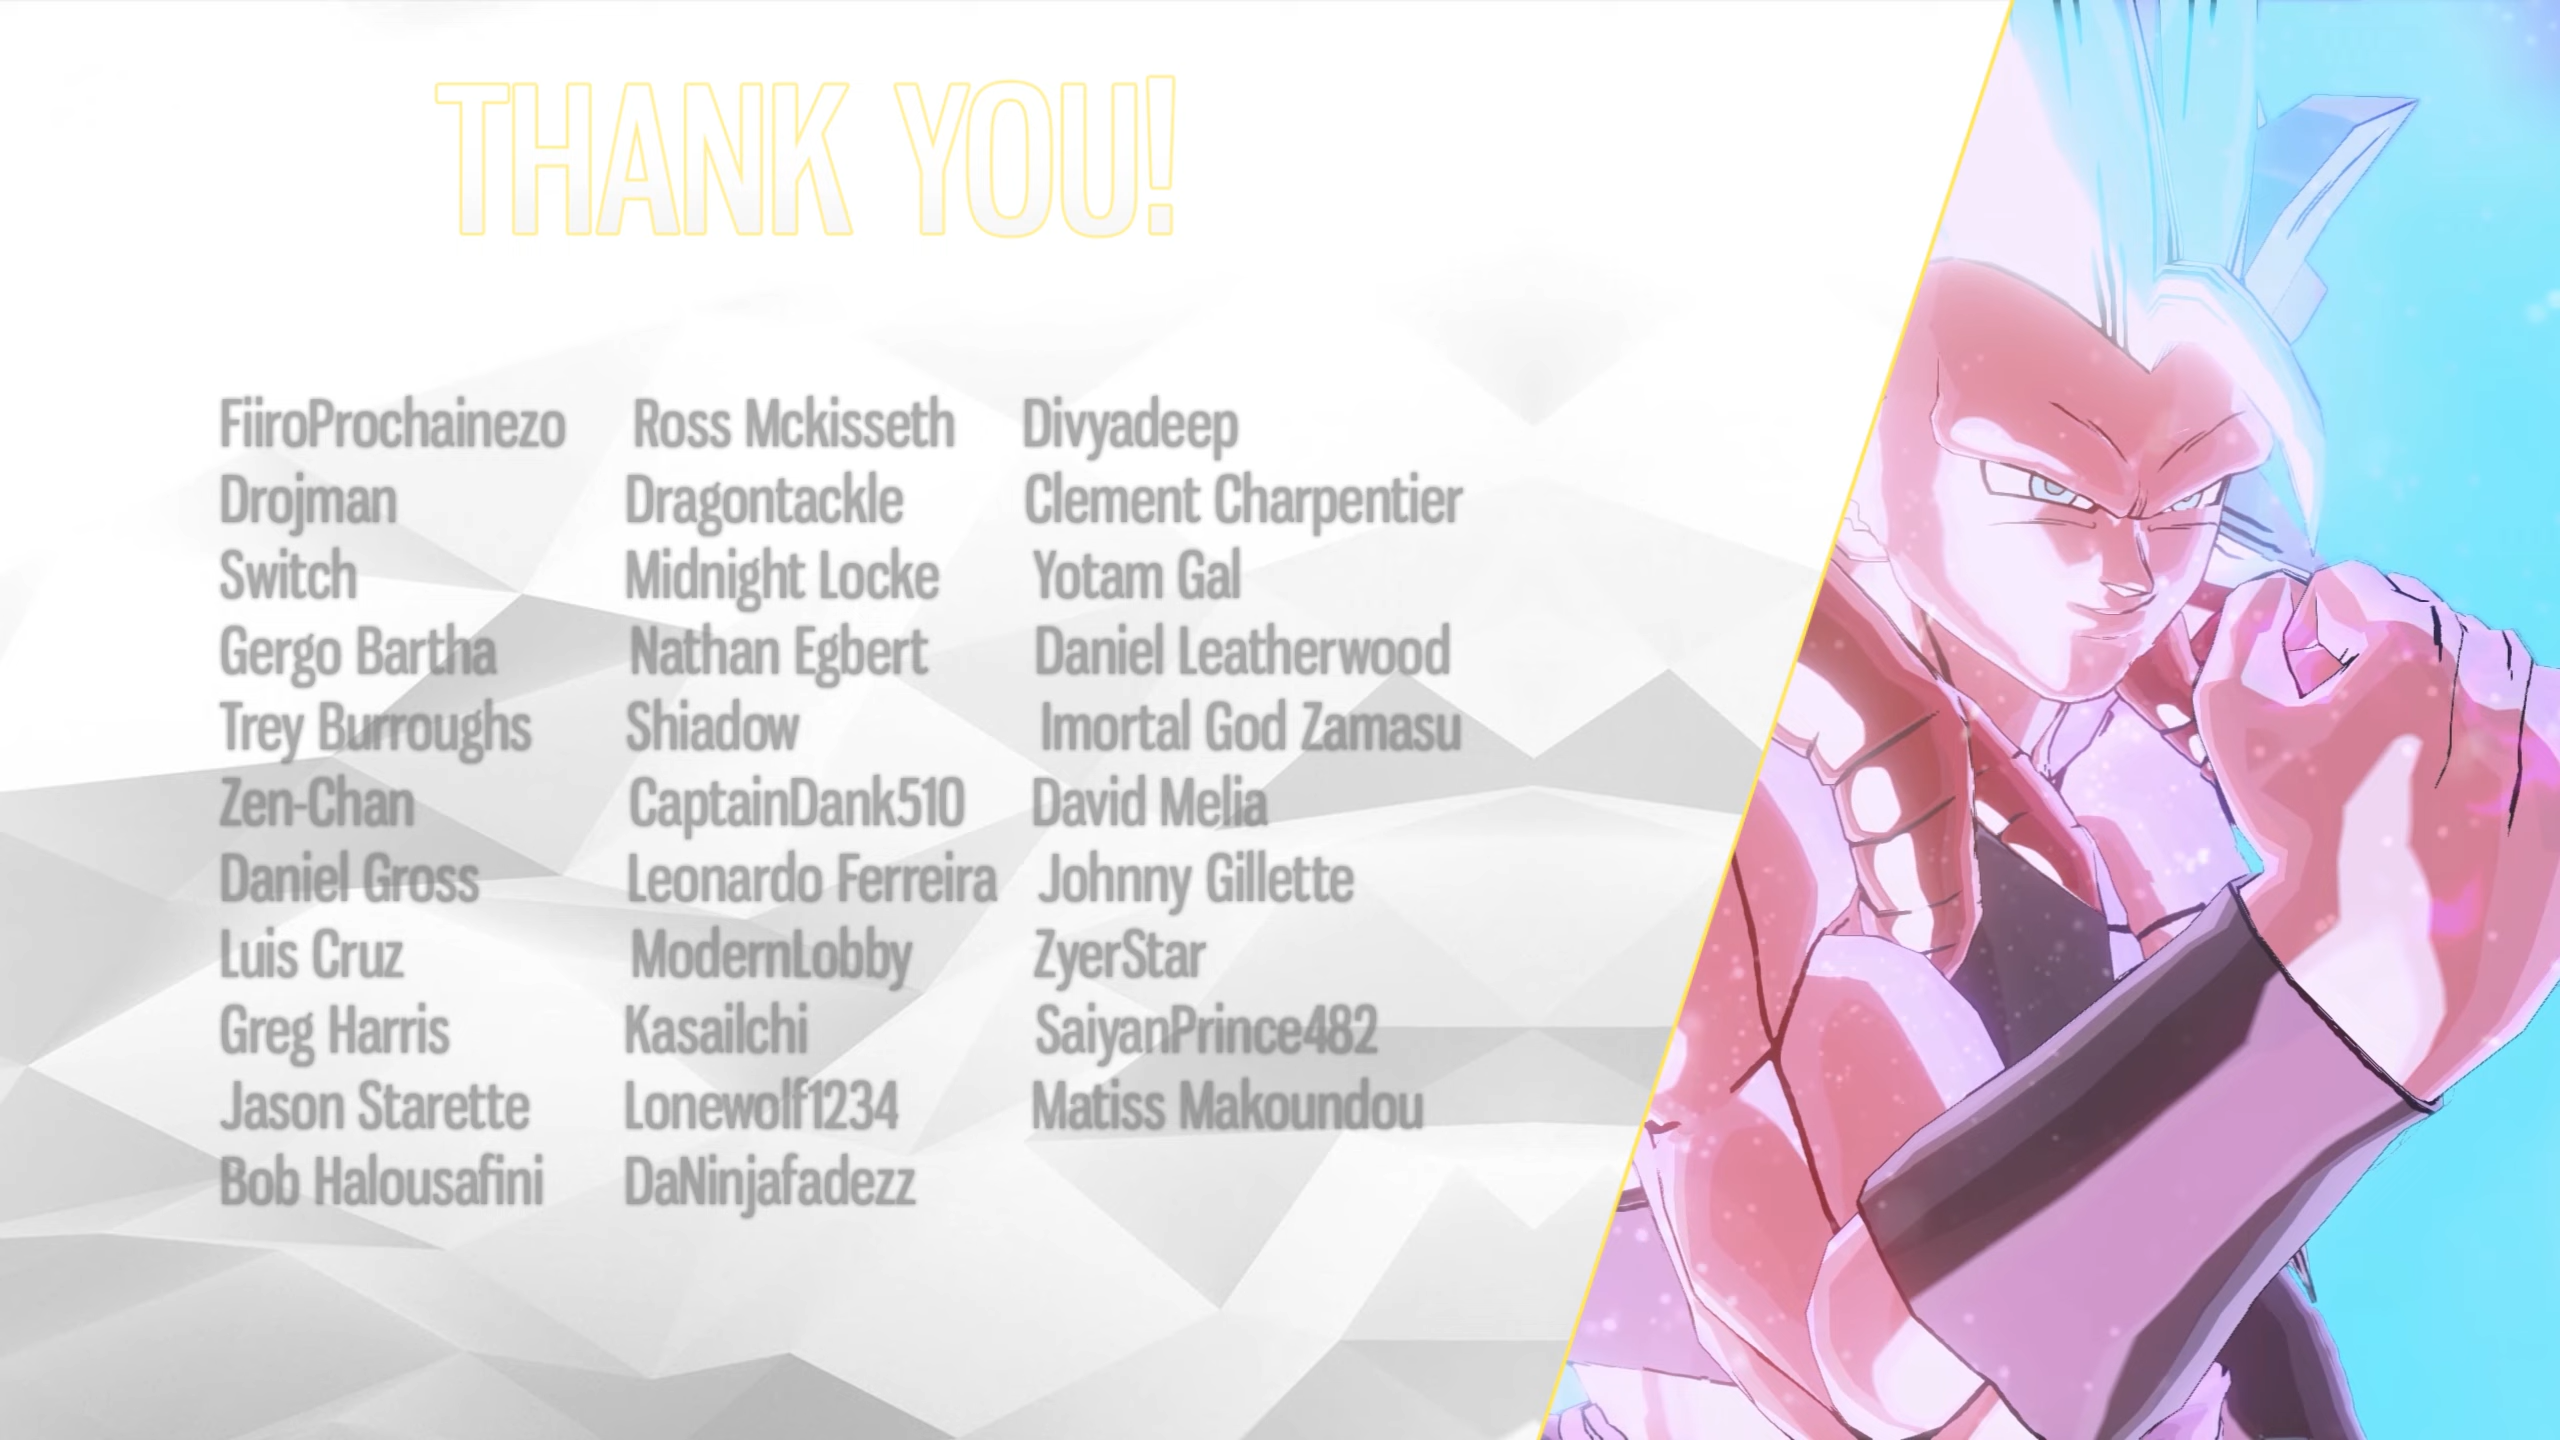 THANK YOU!
FiiroProchainezo Ross Mckisseth Divyadeep
Drojman Dragontackle Clement Charpentier
Switch Midnight Locke Yotam Gal
Gergo Bartha Nathan Egbert Daniel Leatherwood
Trey Burroughs Shiadow Imortal God Zamasu
Zen-Chan CaptainDank510 David Melia
Daniel Gross Leonardo Ferreira Johnny Gillette
Luis Cruz ModernLobby ZyerStar
Greg Harris Kasailchi SaiyanPrince482
Jason Starette Lonewolf1234 Matiss Makoundou
Bob Halousafini DaNinjafadezz